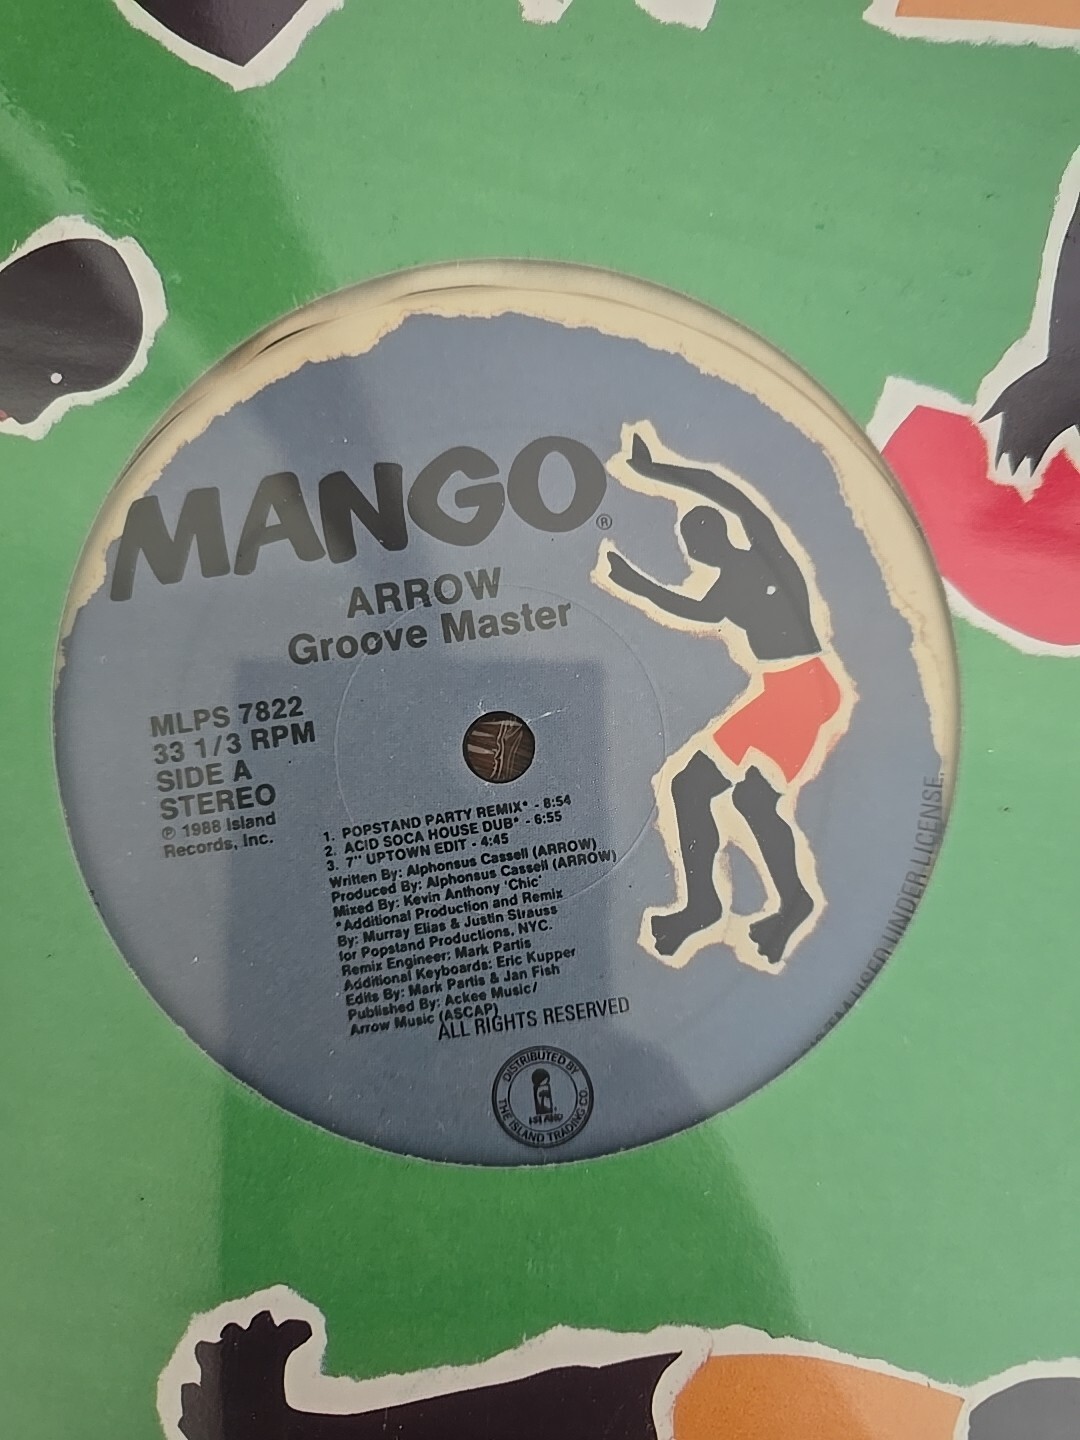 MANGO®
ARROW
Groove Master
MLPS 7822
33 1/3 RPM
SIDE A
STEREO
℗ 1988 Island
Records, Inc.
1. POPSTAND PARTY REMIX* - 8:54
2. ACID SOCA HOUSE DUB* - 6:55
3. 7" UPTOWN EDIT - 4:45
Written By: Alphonsus Cassell (ARROW)
Produced By: Alphonsus Cassell (ARROW)
Mixed By: Kevin Anthony 'Chic'
*Additional Production and Remix
By: Murray Elias & Justin Strauss
for Popstand Productions, NYC.
Remix Engineer: Mark Partis
Additional Keyboards: Eric Kupper
Edits By: Mark Partis & Jan Fish
Published By: Ackee Music/
Arrow Music (ASCAP)
ALL RIGHTS RESERVED
DISTRIBUTED BY
ISLAND
THE ISLAND TRADING CO.
USER UNDER LICENSE.